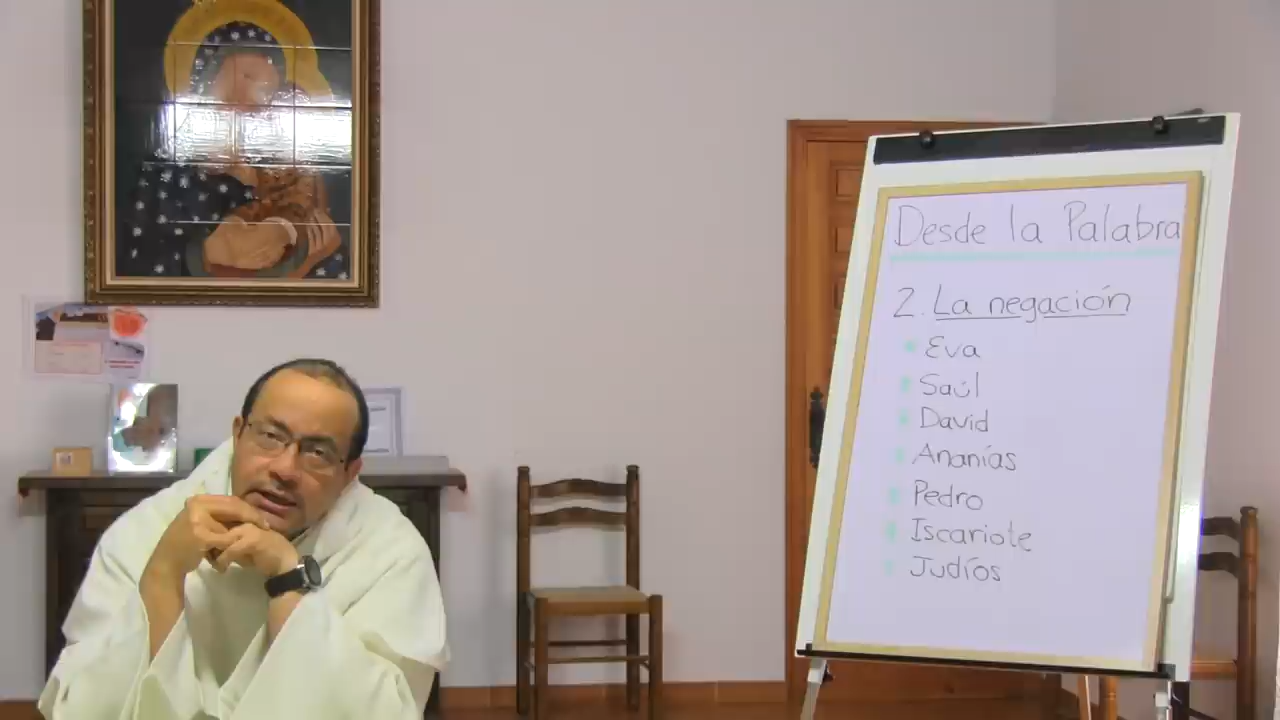 Desde la Palabra
2. La negación
Eva
Saúl
David
Ananías
Pedro
Iscariote
Judíos